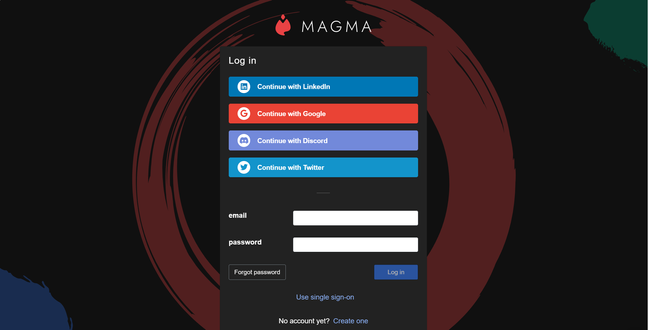 MAGMA
Log in
Continue with LinkedIn
Continue with Google
Continue with Discord
Continue with Twitter
email
password
Forgot password
Log in
Use single sign-on
No account yet? Create one